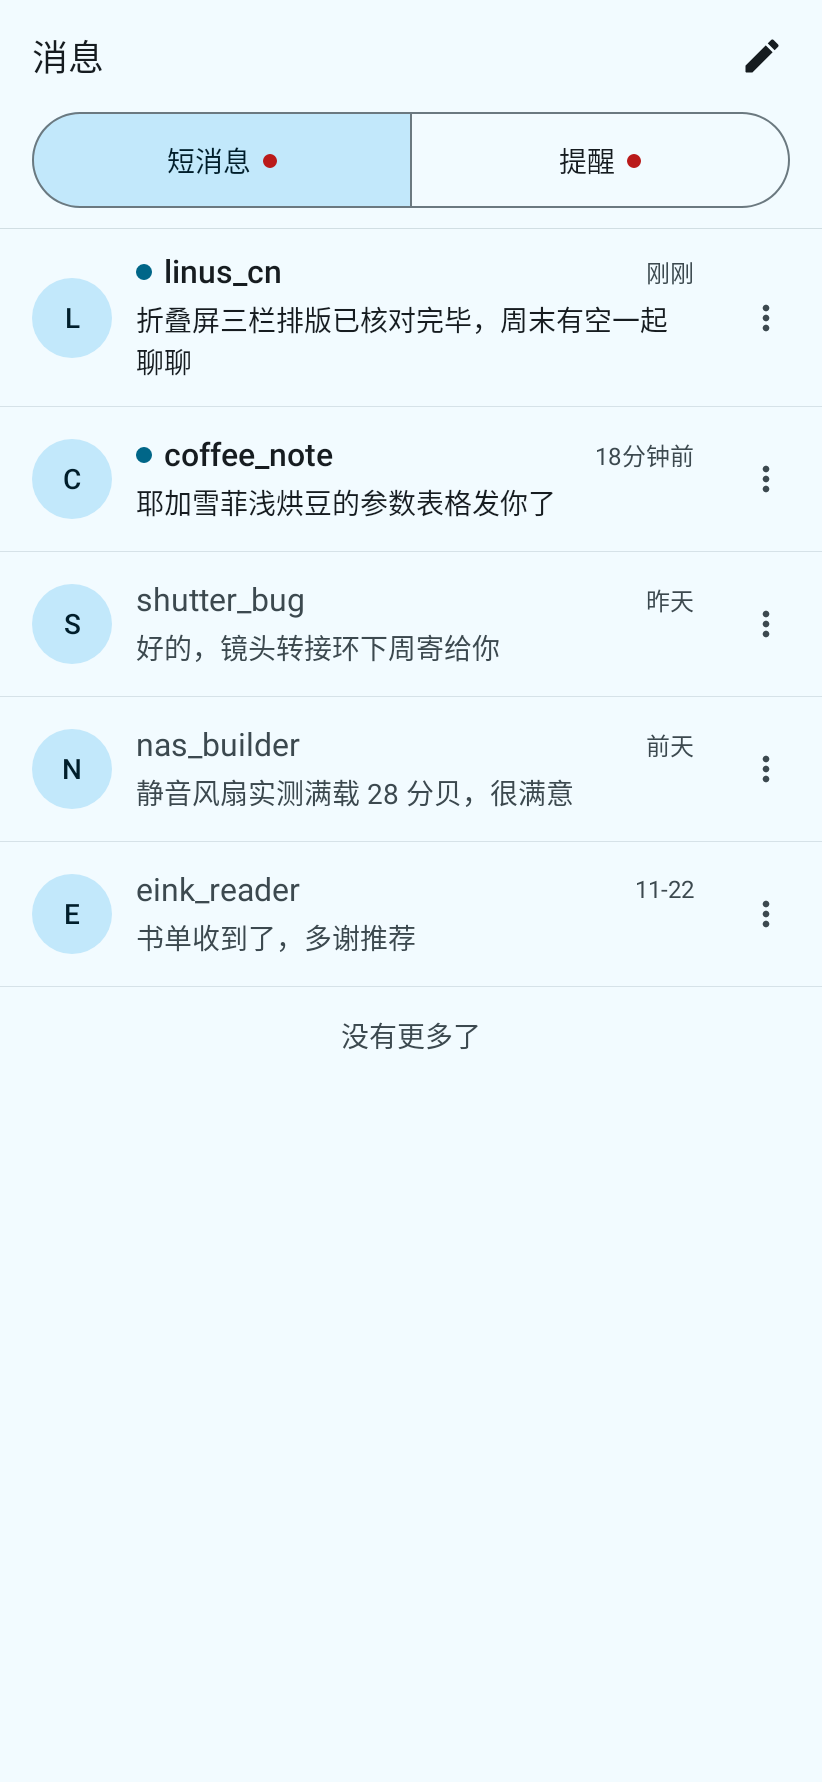 消息
短消息
提醒
L
linus_cn
刚刚
折叠屏三栏排版已核对完毕，周末有空一起
聊聊
C
coffee_note
18分钟前
耶加雪菲浅烘豆的参数表格发你了
S
shutter_bug
昨天
好的，镜头转接环下周寄给你
N
nas_builder
前天
静音风扇实测满载 28 分贝，很满意
E
eink_reader
11-22
书单收到了，多谢推荐
没有更多了